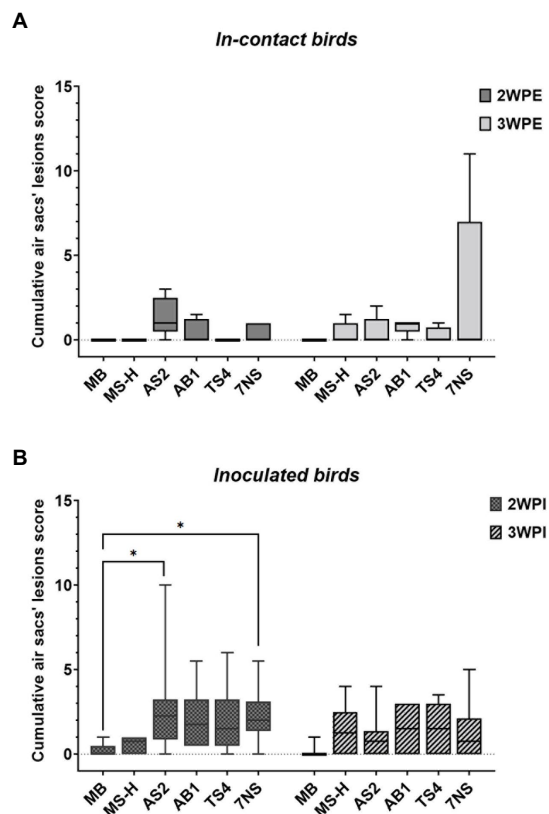 A
In-contact birds
Cumulative air sacs' lesions score
15
10
5
0
2WPE
3WPE
MB MS-H AS2 AB1 TS4 7NS MB MS-H AS2 AB1 TS4 7NS
B
Inoculated birds
Cumulative air sacs' lesions score
15
10
5
0
*
*
2WPI
3WPI
MB MS-H AS2 AB1 TS4 7NS MB MS-H AS2 AB1 TS4 7NS